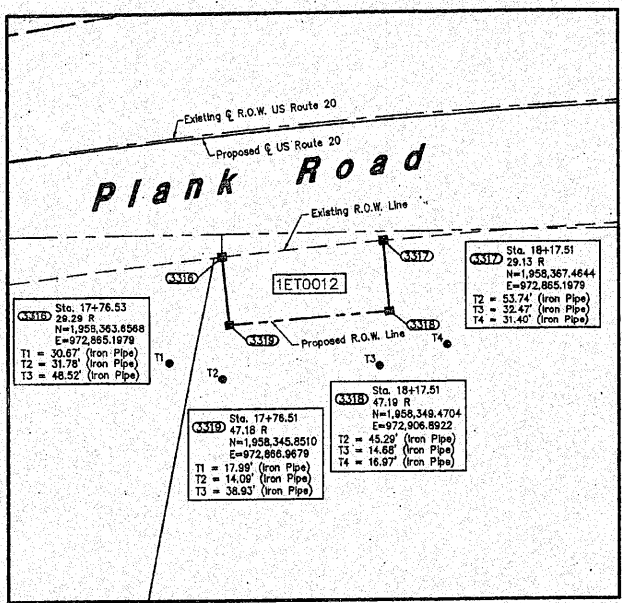 Existing ℄ R.O.W. US Route 20
Proposed ℄ US Route 20
Plank Road
Existing R.O.W. Line
3316
3317
1ET0012
3317 Sta. 18+17.51
29.13 R
N=1,958,367.4644
E=972,865.1979
T2 = 53.74' (Iron Pipe)
T3 = 32.47' (Iron Pipe)
T4 = 31.40' (Iron Pipe)
3316 Sta. 17+76.53
29.29 R
N=1,958,363.6568
E=972,865.1979
T1 = 30.67' (Iron Pipe)
T2 = 31.78' (Iron Pipe)
T3 = 48.52' (Iron Pipe)
3319
3318
Proposed R.O.W. Line
T1
T2
T3
T4
3319 Sta. 17+76.51
47.18 R
N=1,958,345.8510
E=972,866.9679
T1 = 17.99' (Iron Pipe)
T2 = 14.09' (Iron Pipe)
T3 = 38.93' (Iron Pipe)
3318 Sta. 18+17.51
47.19 R
N=1,958,349.4704
E=972,906.8922
T2 = 45.29' (Iron Pipe)
T3 = 14.68' (Iron Pipe)
T4 = 16.97' (Iron Pipe)